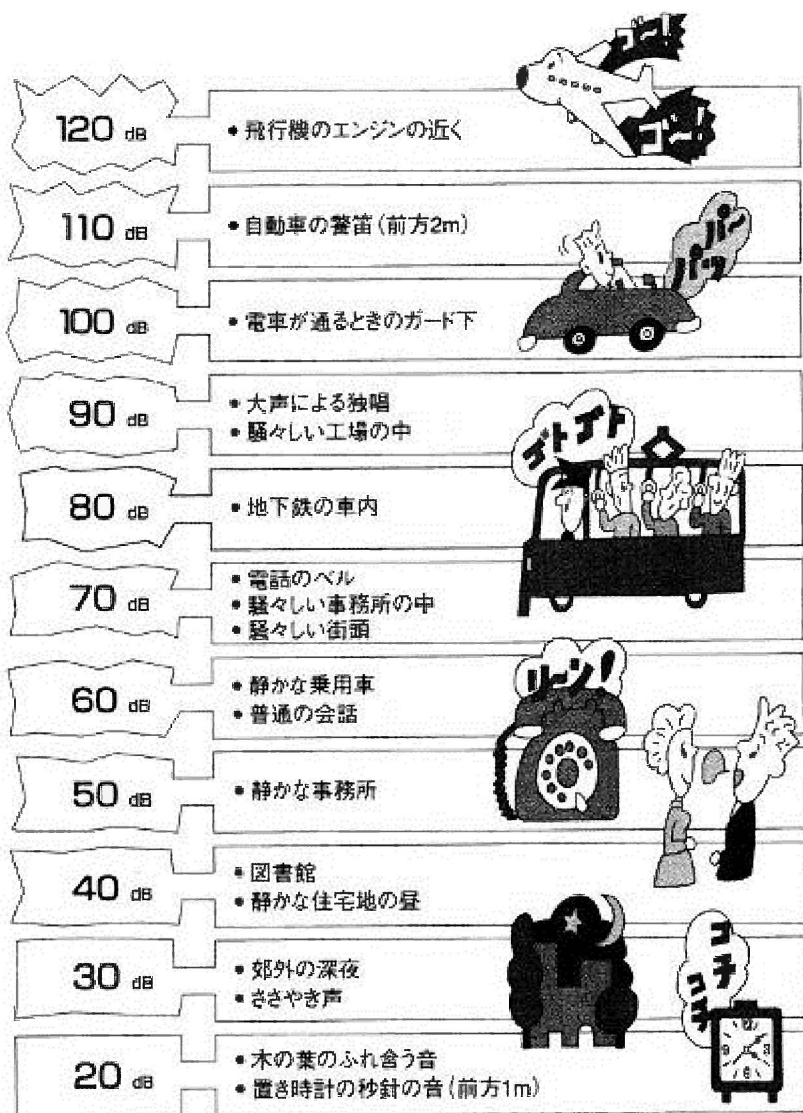 ゴー!
ゴー!
120 dB
• 飛行機のエンジンの近く
110 dB
• 自動車の警笛(前方2m)
パパーパッ
100 dB
• 電車が通るときのガード下
90 dB
• 大声による独唱
• 騒々しい工場の中
ゴトゴト
80 dB
• 地下鉄の車内
70 dB
• 電話のベル
• 騒々しい事務所の中
• 騒々しい街頭
60 dB
• 静かな乗用車
• 普通の会話
リーン!
50 dB
• 静かな事務所
40 dB
• 図書館
• 静かな住宅地の昼
30 dB
• 郊外の深夜
• ささやき声
コチ
コチ
20 dB
• 木の葉のふれ合う音
• 置き時計の秒針の音(前方1m)
12
9 3
6